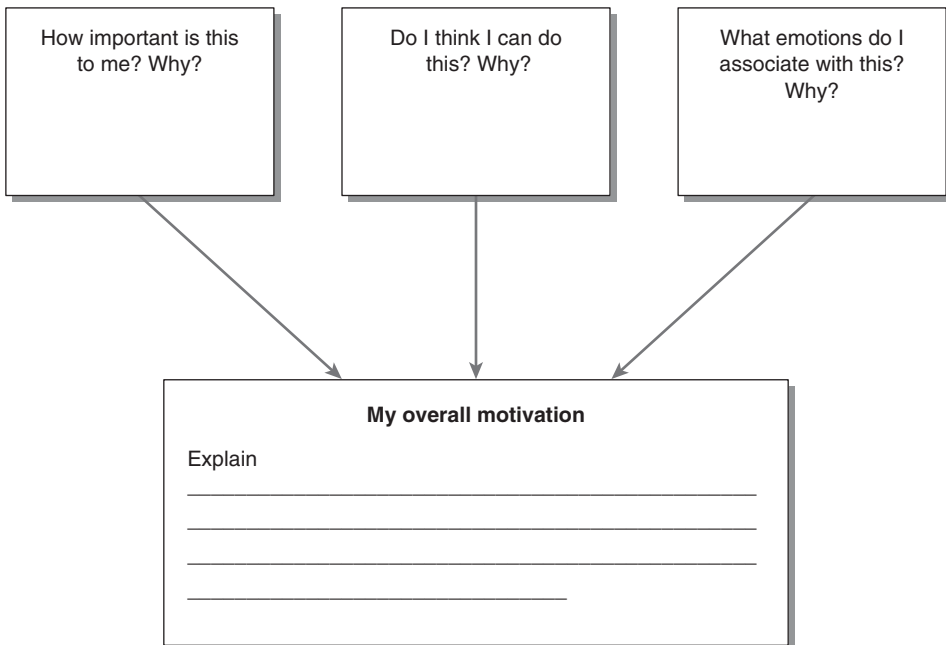 How important is this
to me? Why?
Do I think I can do
this? Why?
What emotions do I
associate with this?
Why?
My overall motivation
Explain